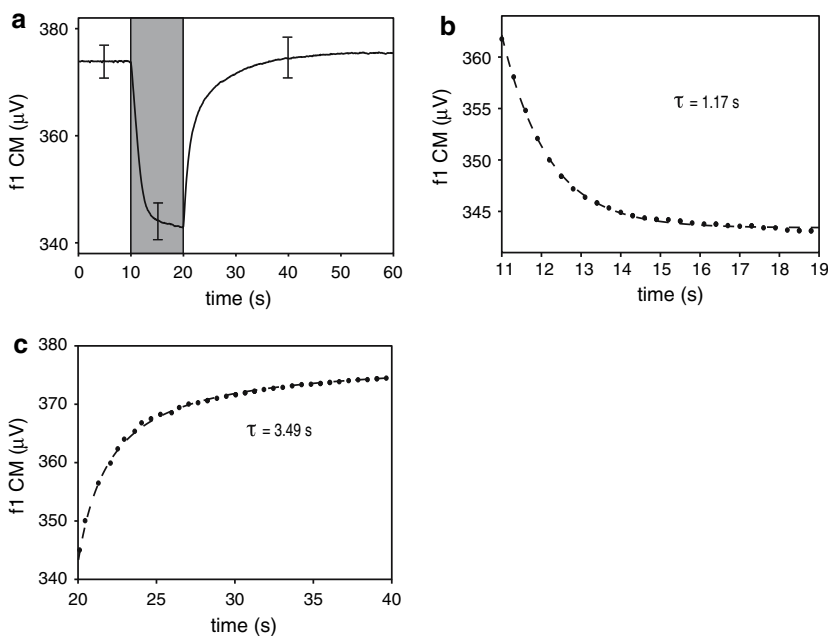 a
380
360
340
f1 CM (μV)
0 10 20 30 40 50 60
time (s)
b
360
355
350
345
f1 CM (μV)
τ = 1.17 s
11 12 13 14 15 16 17 18 19
time (s)
c
380
370
360
350
340
f1 CM (μV)
τ = 3.49 s
20 25 30 35 40
time (s)